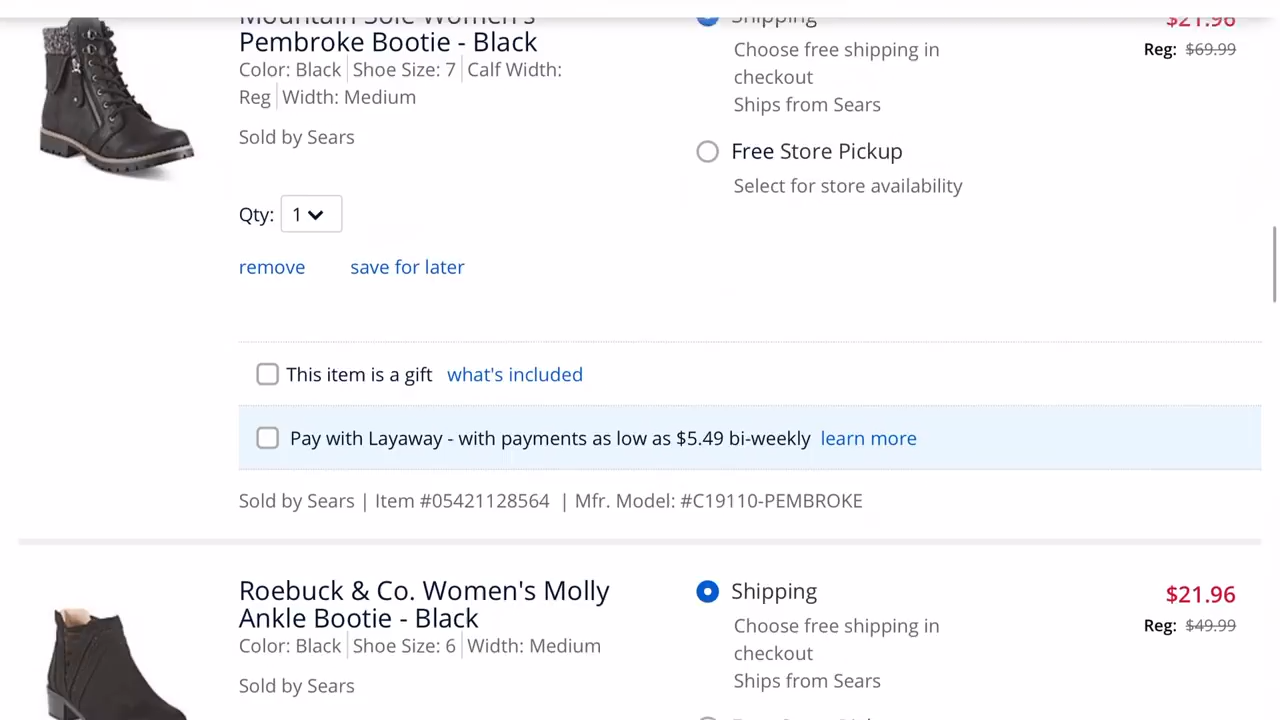 Mountain Sole Women's
Pembroke Bootie - Black
Color: Black | Shoe Size: 7 | Calf Width:
Reg | Width: Medium
Sold by Sears
Qty: 1
remove save for later
Shipping
Choose free shipping in
checkout
Ships from Sears
Free Store Pickup
Select for store availability
$21.96
Reg: $69.99
This item is a gift what's included
Pay with Layaway - with payments as low as $5.49 bi-weekly learn more
Sold by Sears | Item #05421128564 | Mfr. Model: #C19110-PEMBROKE
Roebuck & Co. Women's Molly
Ankle Bootie - Black
Color: Black | Shoe Size: 6 | Width: Medium
Sold by Sears
Shipping
Choose free shipping in
checkout
Ships from Sears
$21.96
Reg: $49.99